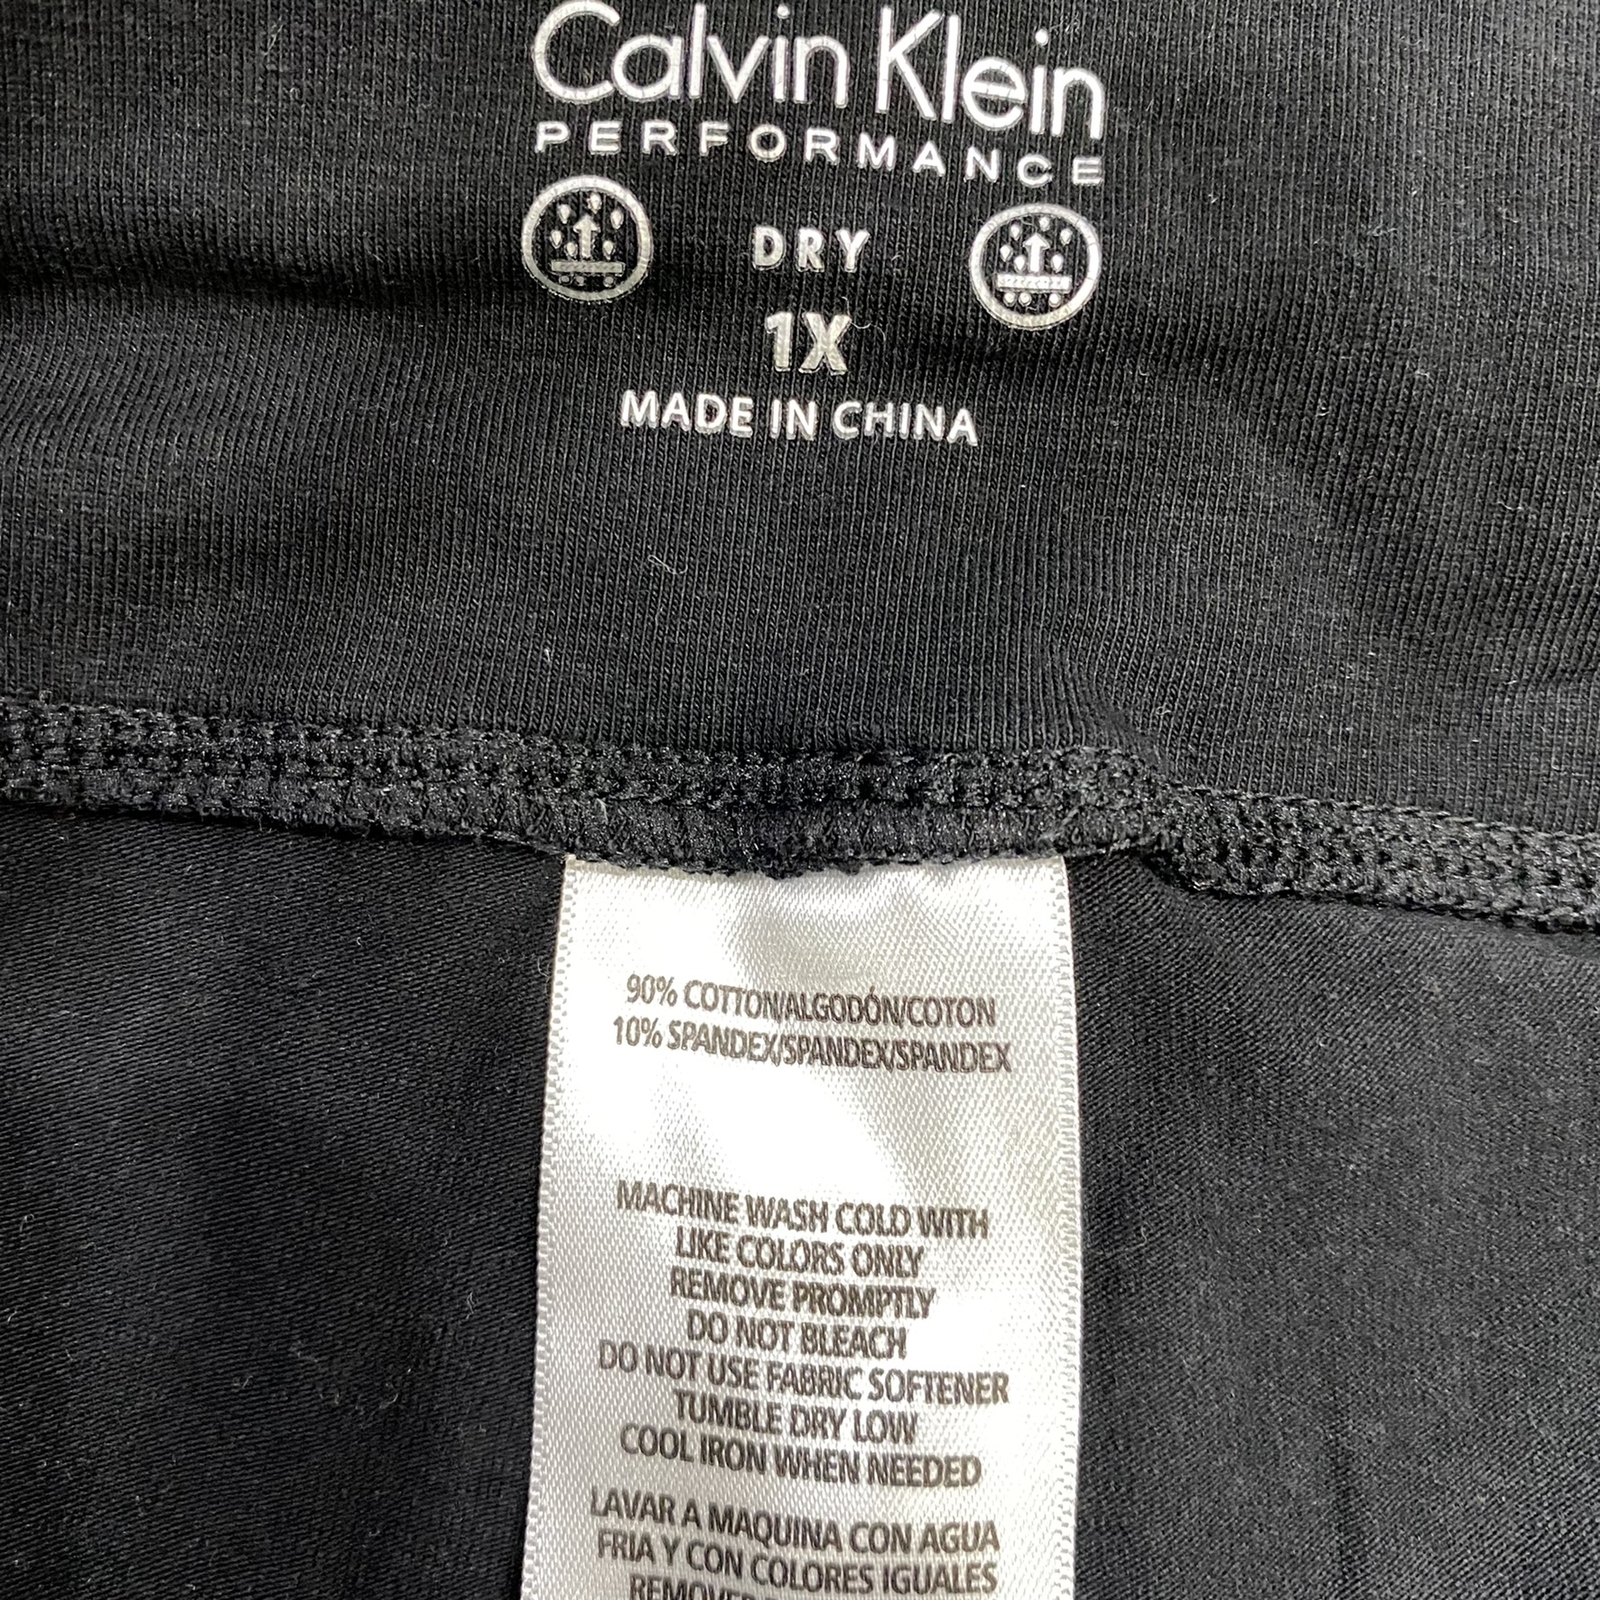 Calvin Klein
PERFORMANCE
DRY
1X
MADE IN CHINA
90% COTTON/ALGODÓN/COTON
10% SPANDEX/SPANDEX/SPANDEX
MACHINE WASH COLD WITH
LIKE COLORS ONLY
REMOVE PROMPTLY
DO NOT BLEACH
DO NOT USE FABRIC SOFTENER
TUMBLE DRY LOW
COOL IRON WHEN NEEDED
LAVAR A MAQUINA CON AGUA
FRIA Y CON COLORES IGUALES
REMOVER